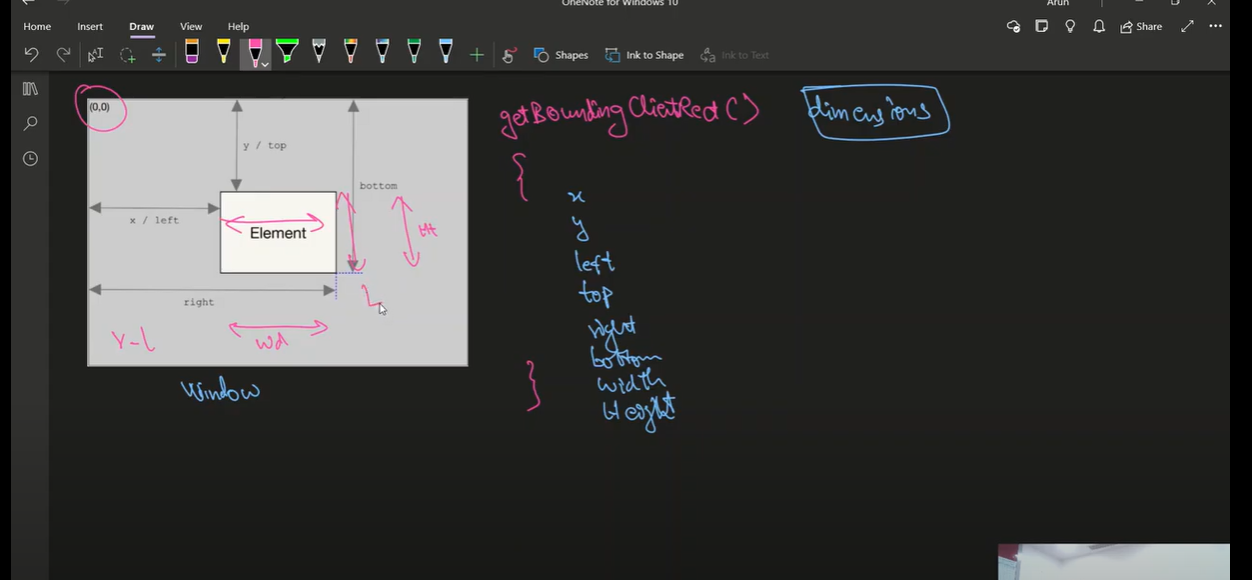 OneNote for Windows 10
Arun
Home Insert Draw View Help
Share
Shapes Ink to Shape Ink to Text
(0,0)
getBoundingClientRect()
dimensions
y / top
{
bottom
x
x / left
Element
Ht
y
left
top
right
right
r-l
wd
bottom
}
width
Height
Window